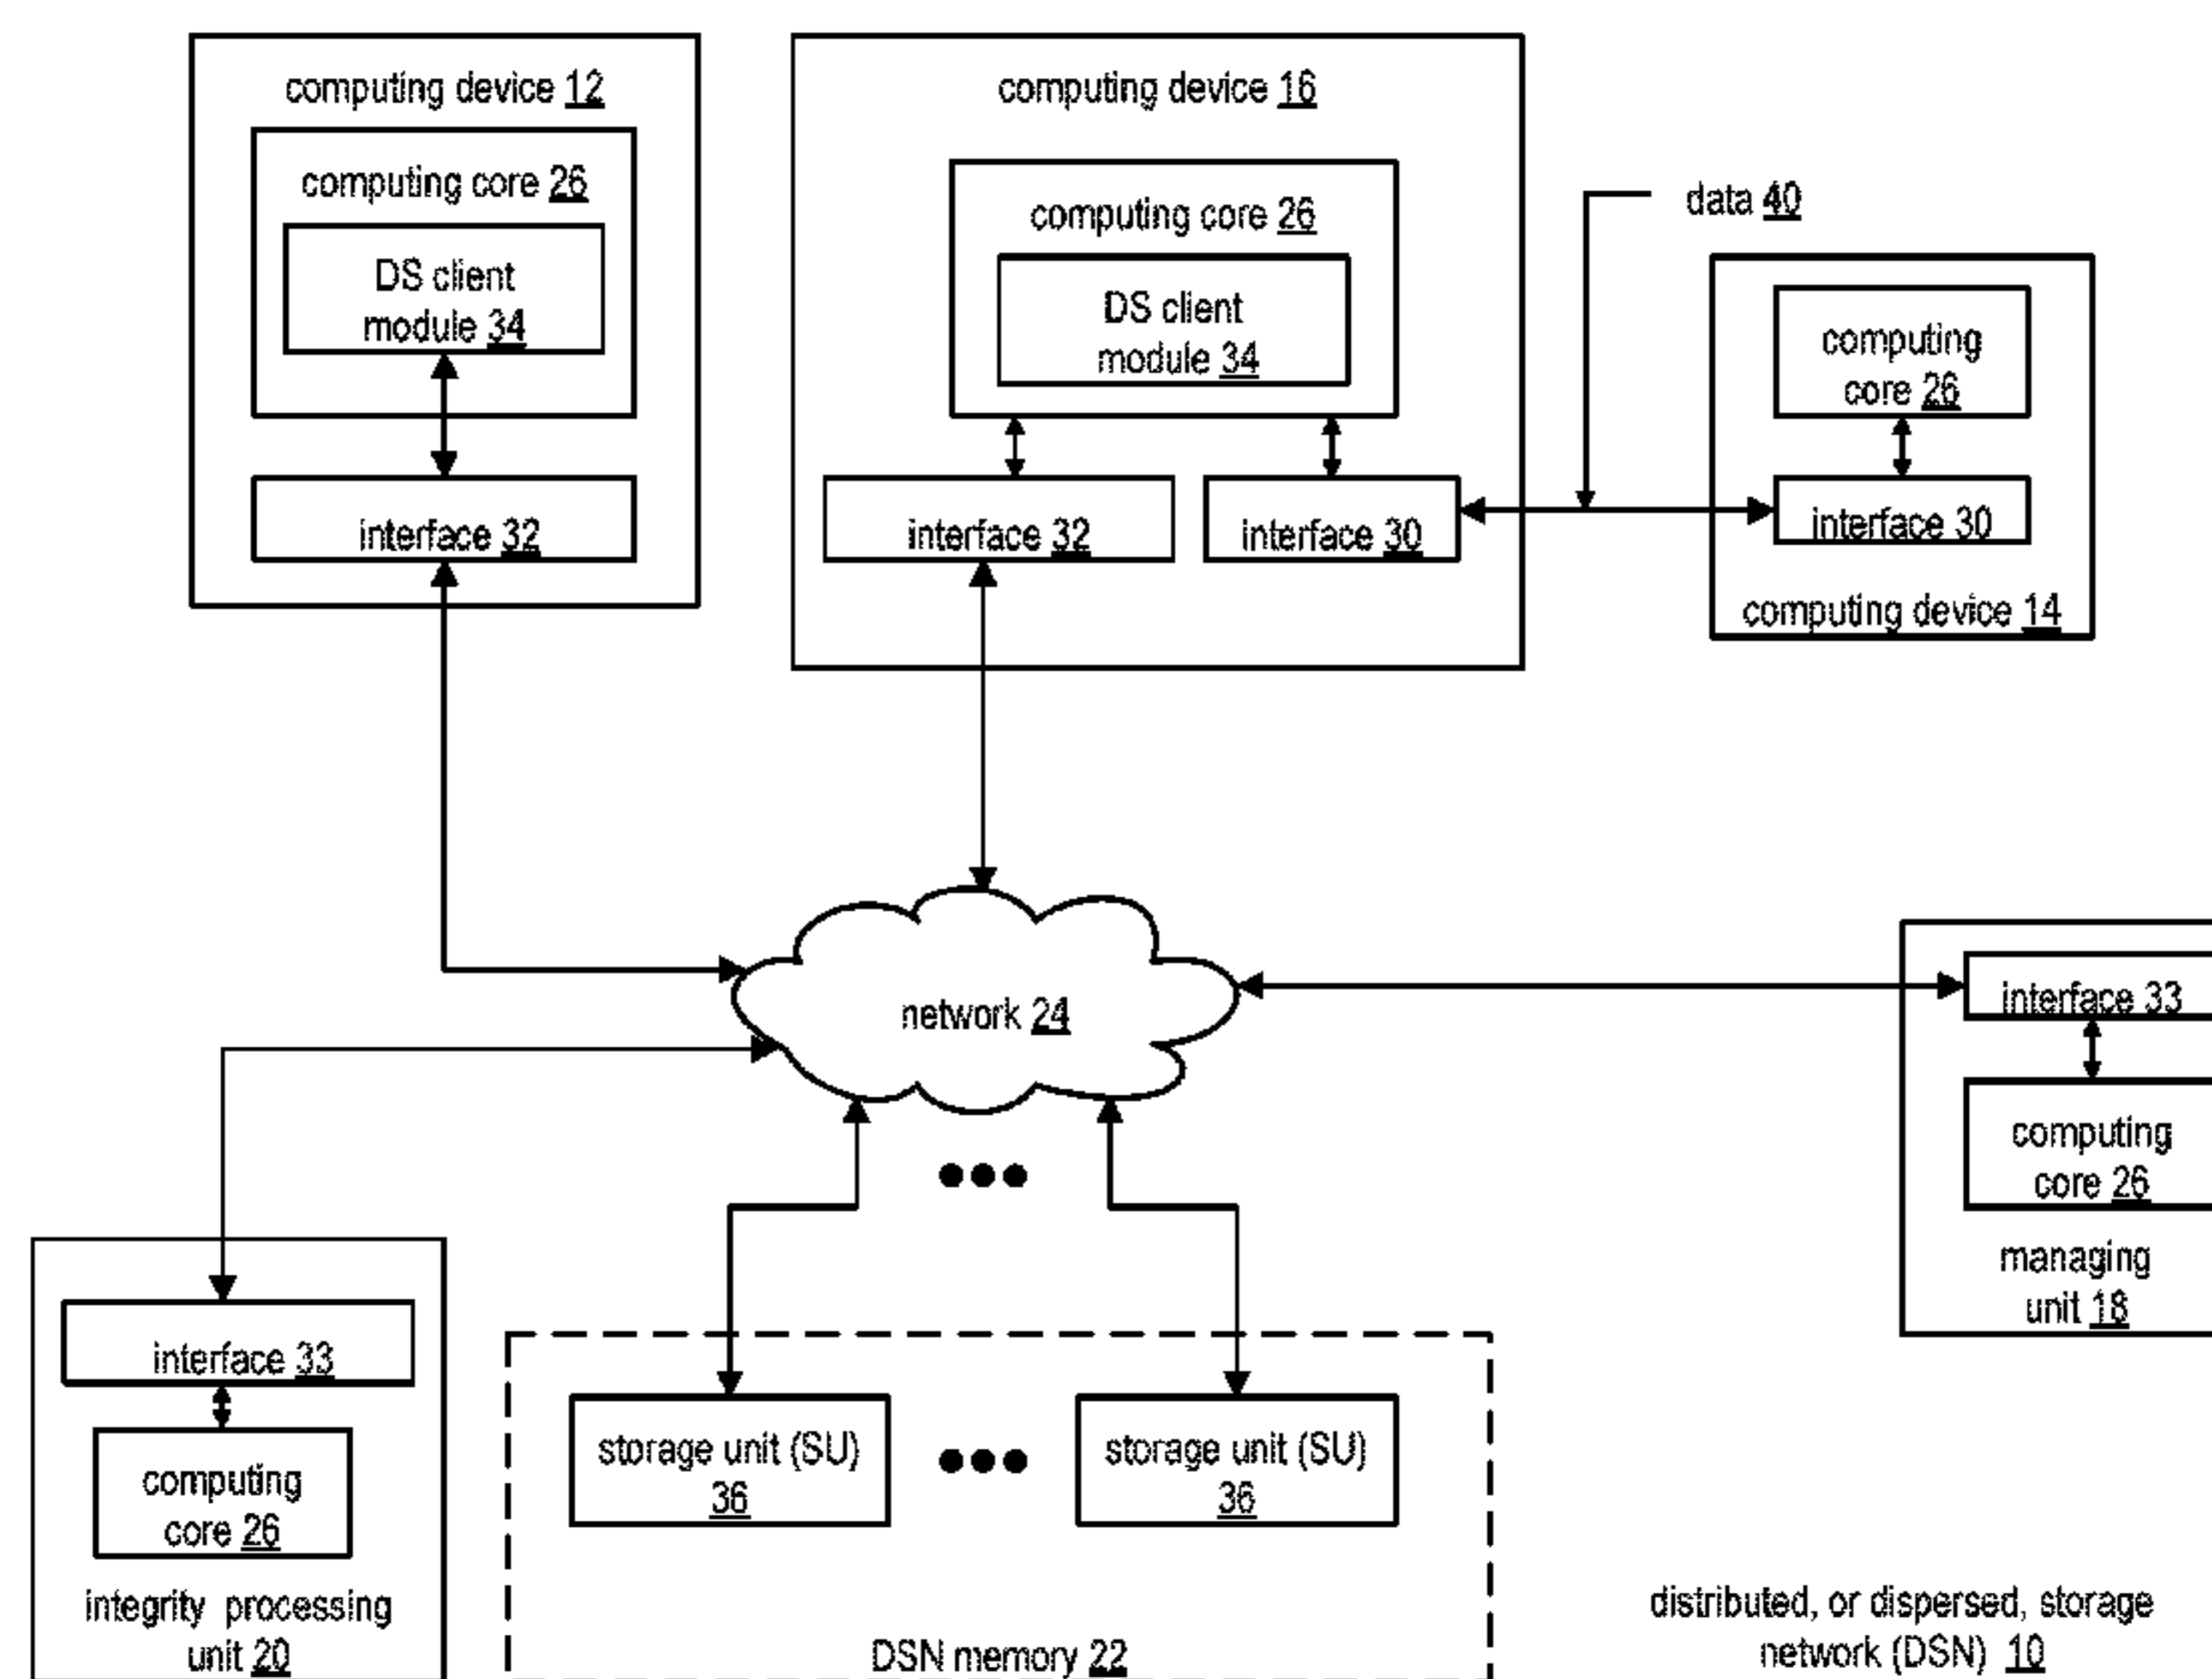 computing device 12
computing core 26
DS client
module 34
interface 32
computing device 16
computing core 26
DS client
module 34
interface 32
interface 30
data 40
computing
core 26
interface 30
computing device 14
network 24
interface 33
computing
core 26
managing
unit 18
interface 33
computing
core 26
integrity processing
unit 20
storage unit (SU)
36
storage unit (SU)
36
DSN memory 22
distributed, or dispersed, storage
network (DSN) 10